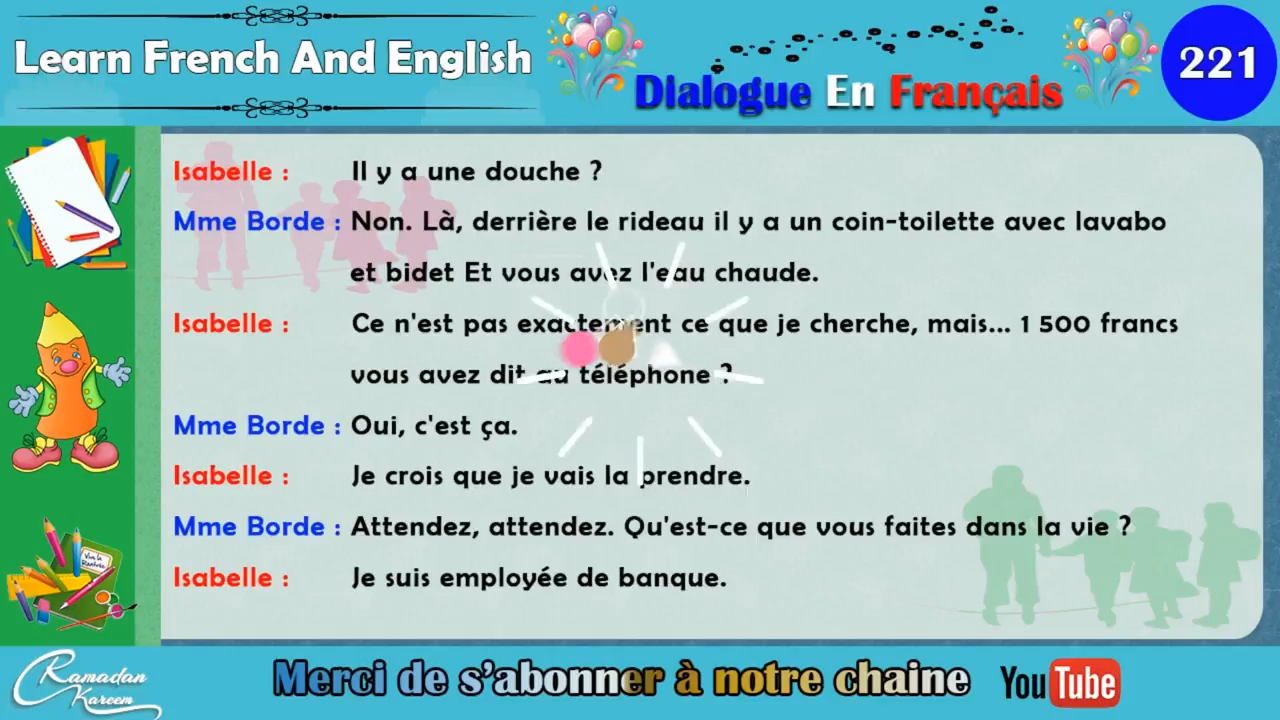 Learn French And English
Dialogue En Français
221
Isabelle : Il y a une douche ?
Mme Borde : Non. Là, derrière le rideau il y a un coin-toilette avec lavabo
et bidet Et vous avez l'eau chaude.
Isabelle : Ce n'est pas exactement ce que je cherche, mais... 1 500 francs
vous avez dit au téléphone ?
Mme Borde : Oui, c'est ça.
Isabelle : Je crois que je vais la prendre.
Mme Borde : Attendez, attendez. Qu'est-ce que vous faites dans la vie ?
Isabelle : Je suis employée de banque.
Vive la
Rentrée
Ramadan
Kareem
Merci de s'abonner à notre chaine
YouTube